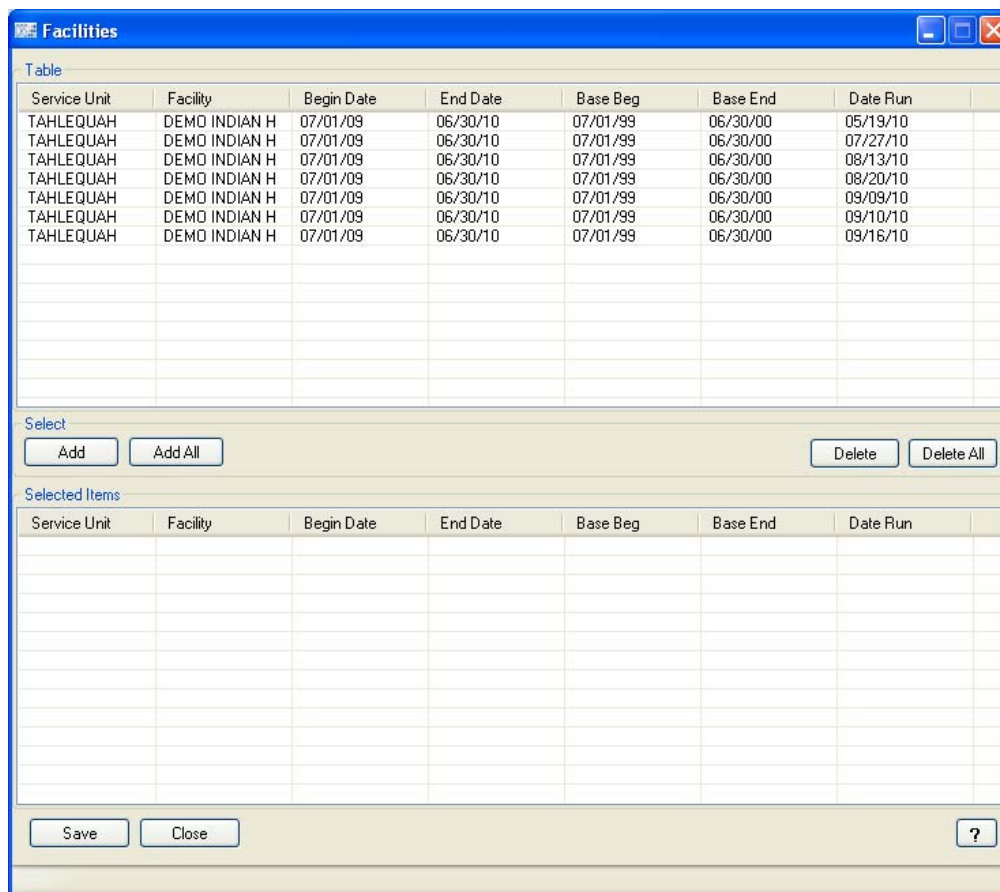 Facilities
Table
Service Unit Facility Begin Date End Date Base Beg Base End Date Run
TAHLEQUAH DEMO INDIAN H 07/01/09 06/30/10 07/01/99 06/30/00 05/19/10
TAHLEQUAH DEMO INDIAN H 07/01/09 06/30/10 07/01/99 06/30/00 07/27/10
TAHLEQUAH DEMO INDIAN H 07/01/09 06/30/10 07/01/99 06/30/00 08/13/10
TAHLEQUAH DEMO INDIAN H 07/01/09 06/30/10 07/01/99 06/30/00 08/20/10
TAHLEQUAH DEMO INDIAN H 07/01/09 06/30/10 07/01/99 06/30/00 09/09/10
TAHLEQUAH DEMO INDIAN H 07/01/09 06/30/10 07/01/99 06/30/00 09/10/10
TAHLEQUAH DEMO INDIAN H 07/01/09 06/30/10 07/01/99 06/30/00 09/16/10
Select
Add Add All Delete Delete All
Selected Items
Service Unit Facility Begin Date End Date Base Beg Base End Date Run
Save Close ?